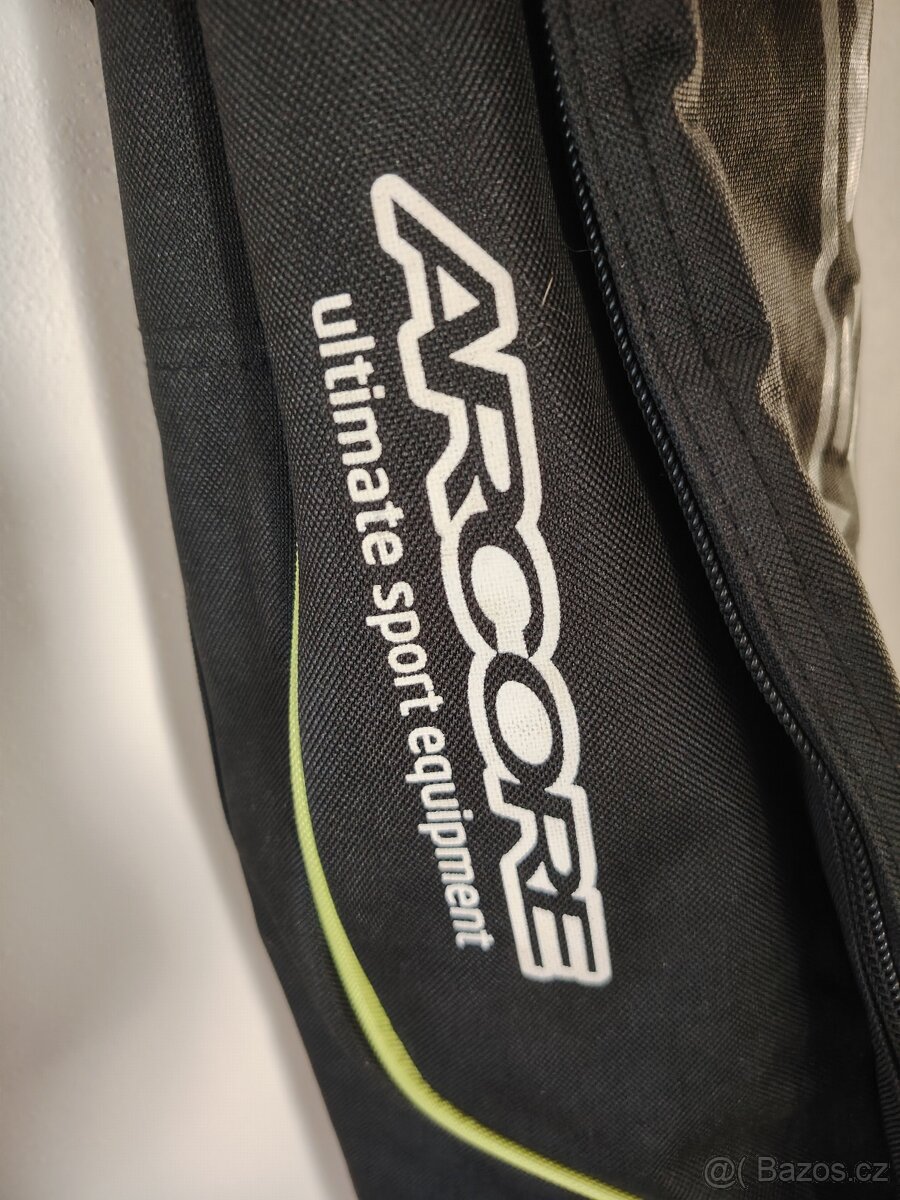 ARCORE
ultimate sport equipment
@( Bazos.cz